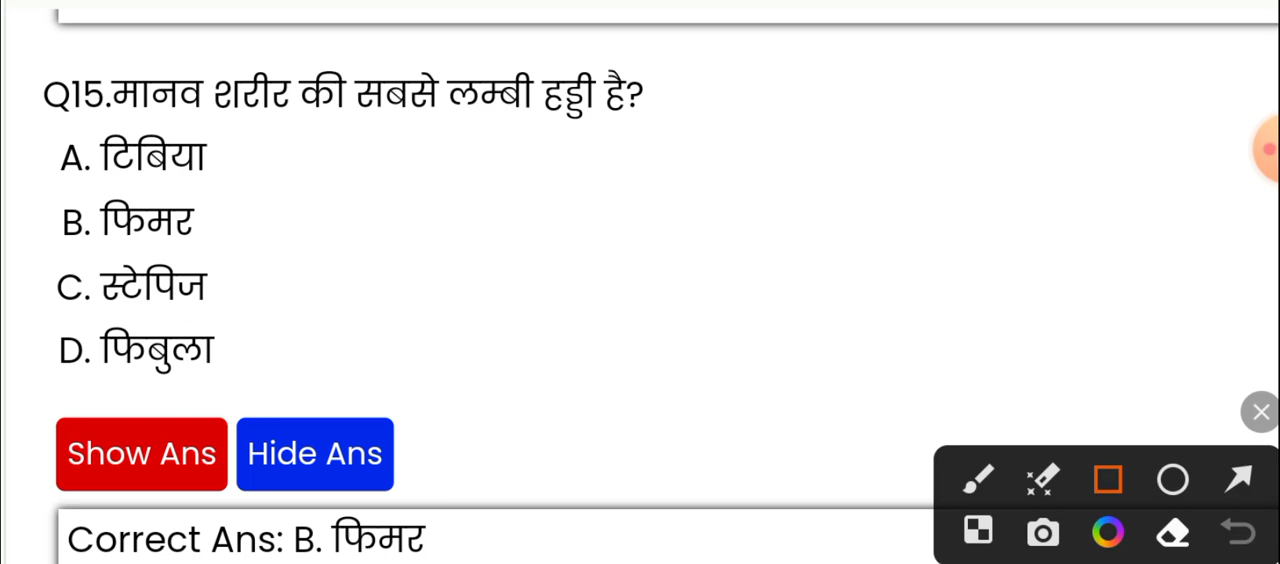 Q15.मानव शरीर की सबसे लम्बी हड्डी है?
A. टिबिया
B. फिमर
C. स्टेपिज
D. फिबुला
Show Ans Hide Ans
Correct Ans: B. फिमर